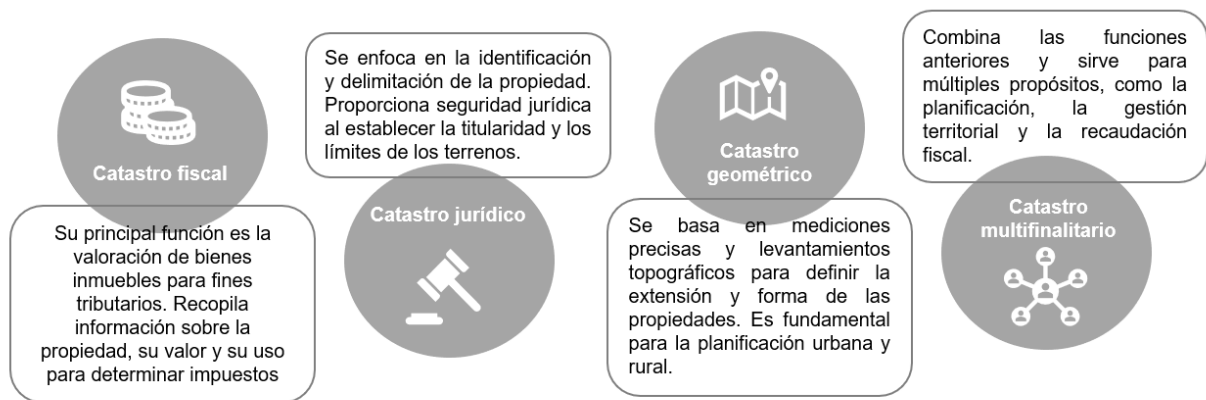 Catastro fiscal
Su principal función es la
valoración de bienes
inmuebles para fines
tributarios. Recopila
información sobre la
propiedad, su valor y su uso
para determinar impuestos
Se enfoca en la identificación
y delimitación de la propiedad.
Proporciona seguridad jurídica
al establecer la titularidad y los
límites de los terrenos.
Catastro jurídico
Catastro
geométrico
Se basa en mediciones
precisas y levantamientos
topográficos para definir la
extensión y forma de las
propiedades. Es fundamental
para la planificación urbana y
rural.
Combina las funciones
anteriores y sirve para
múltiples propósitos, como la
planificación, la gestión
territorial y la recaudación
fiscal.
Catastro
multifinalitario